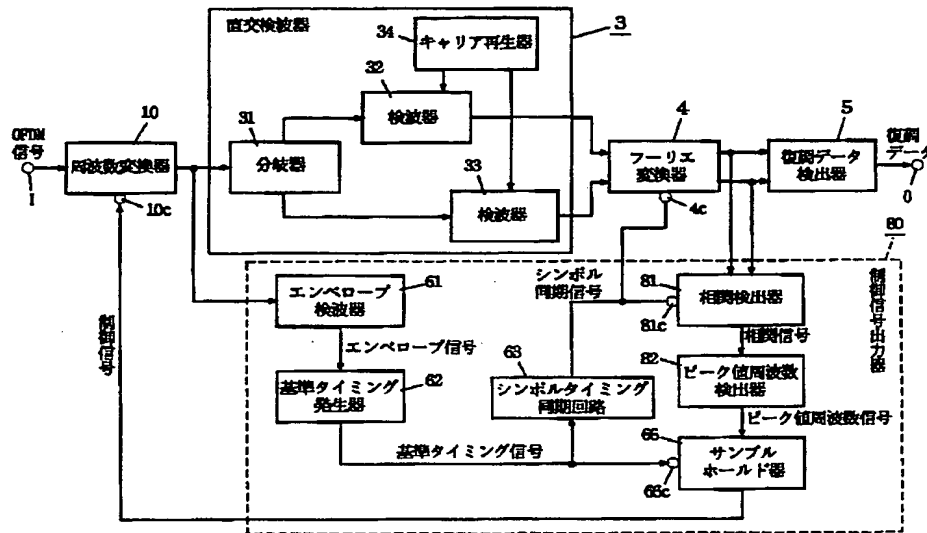 直交検波器
3
34
キャリア再生器
32
検波器
10
OFDM
信号
周波数変換器
1
10c
31
分岐器
33
検波器
4
フーリエ
変換器
4c
5
復調データ
検出器
復調
データ
0
80
制御信号出力器
シンボル
同期信号
61
エンベロープ
検波器
エンベロープ信号
62
基準タイミング
発生器
63
シンボルタイミング
同期回路
基準タイミング信号
81
相関検出器
81c
相関信号
82
ピーク値周波数
検出器
ピーク値周波数信号
66
サンプル
ホールド器
66c
制御信号